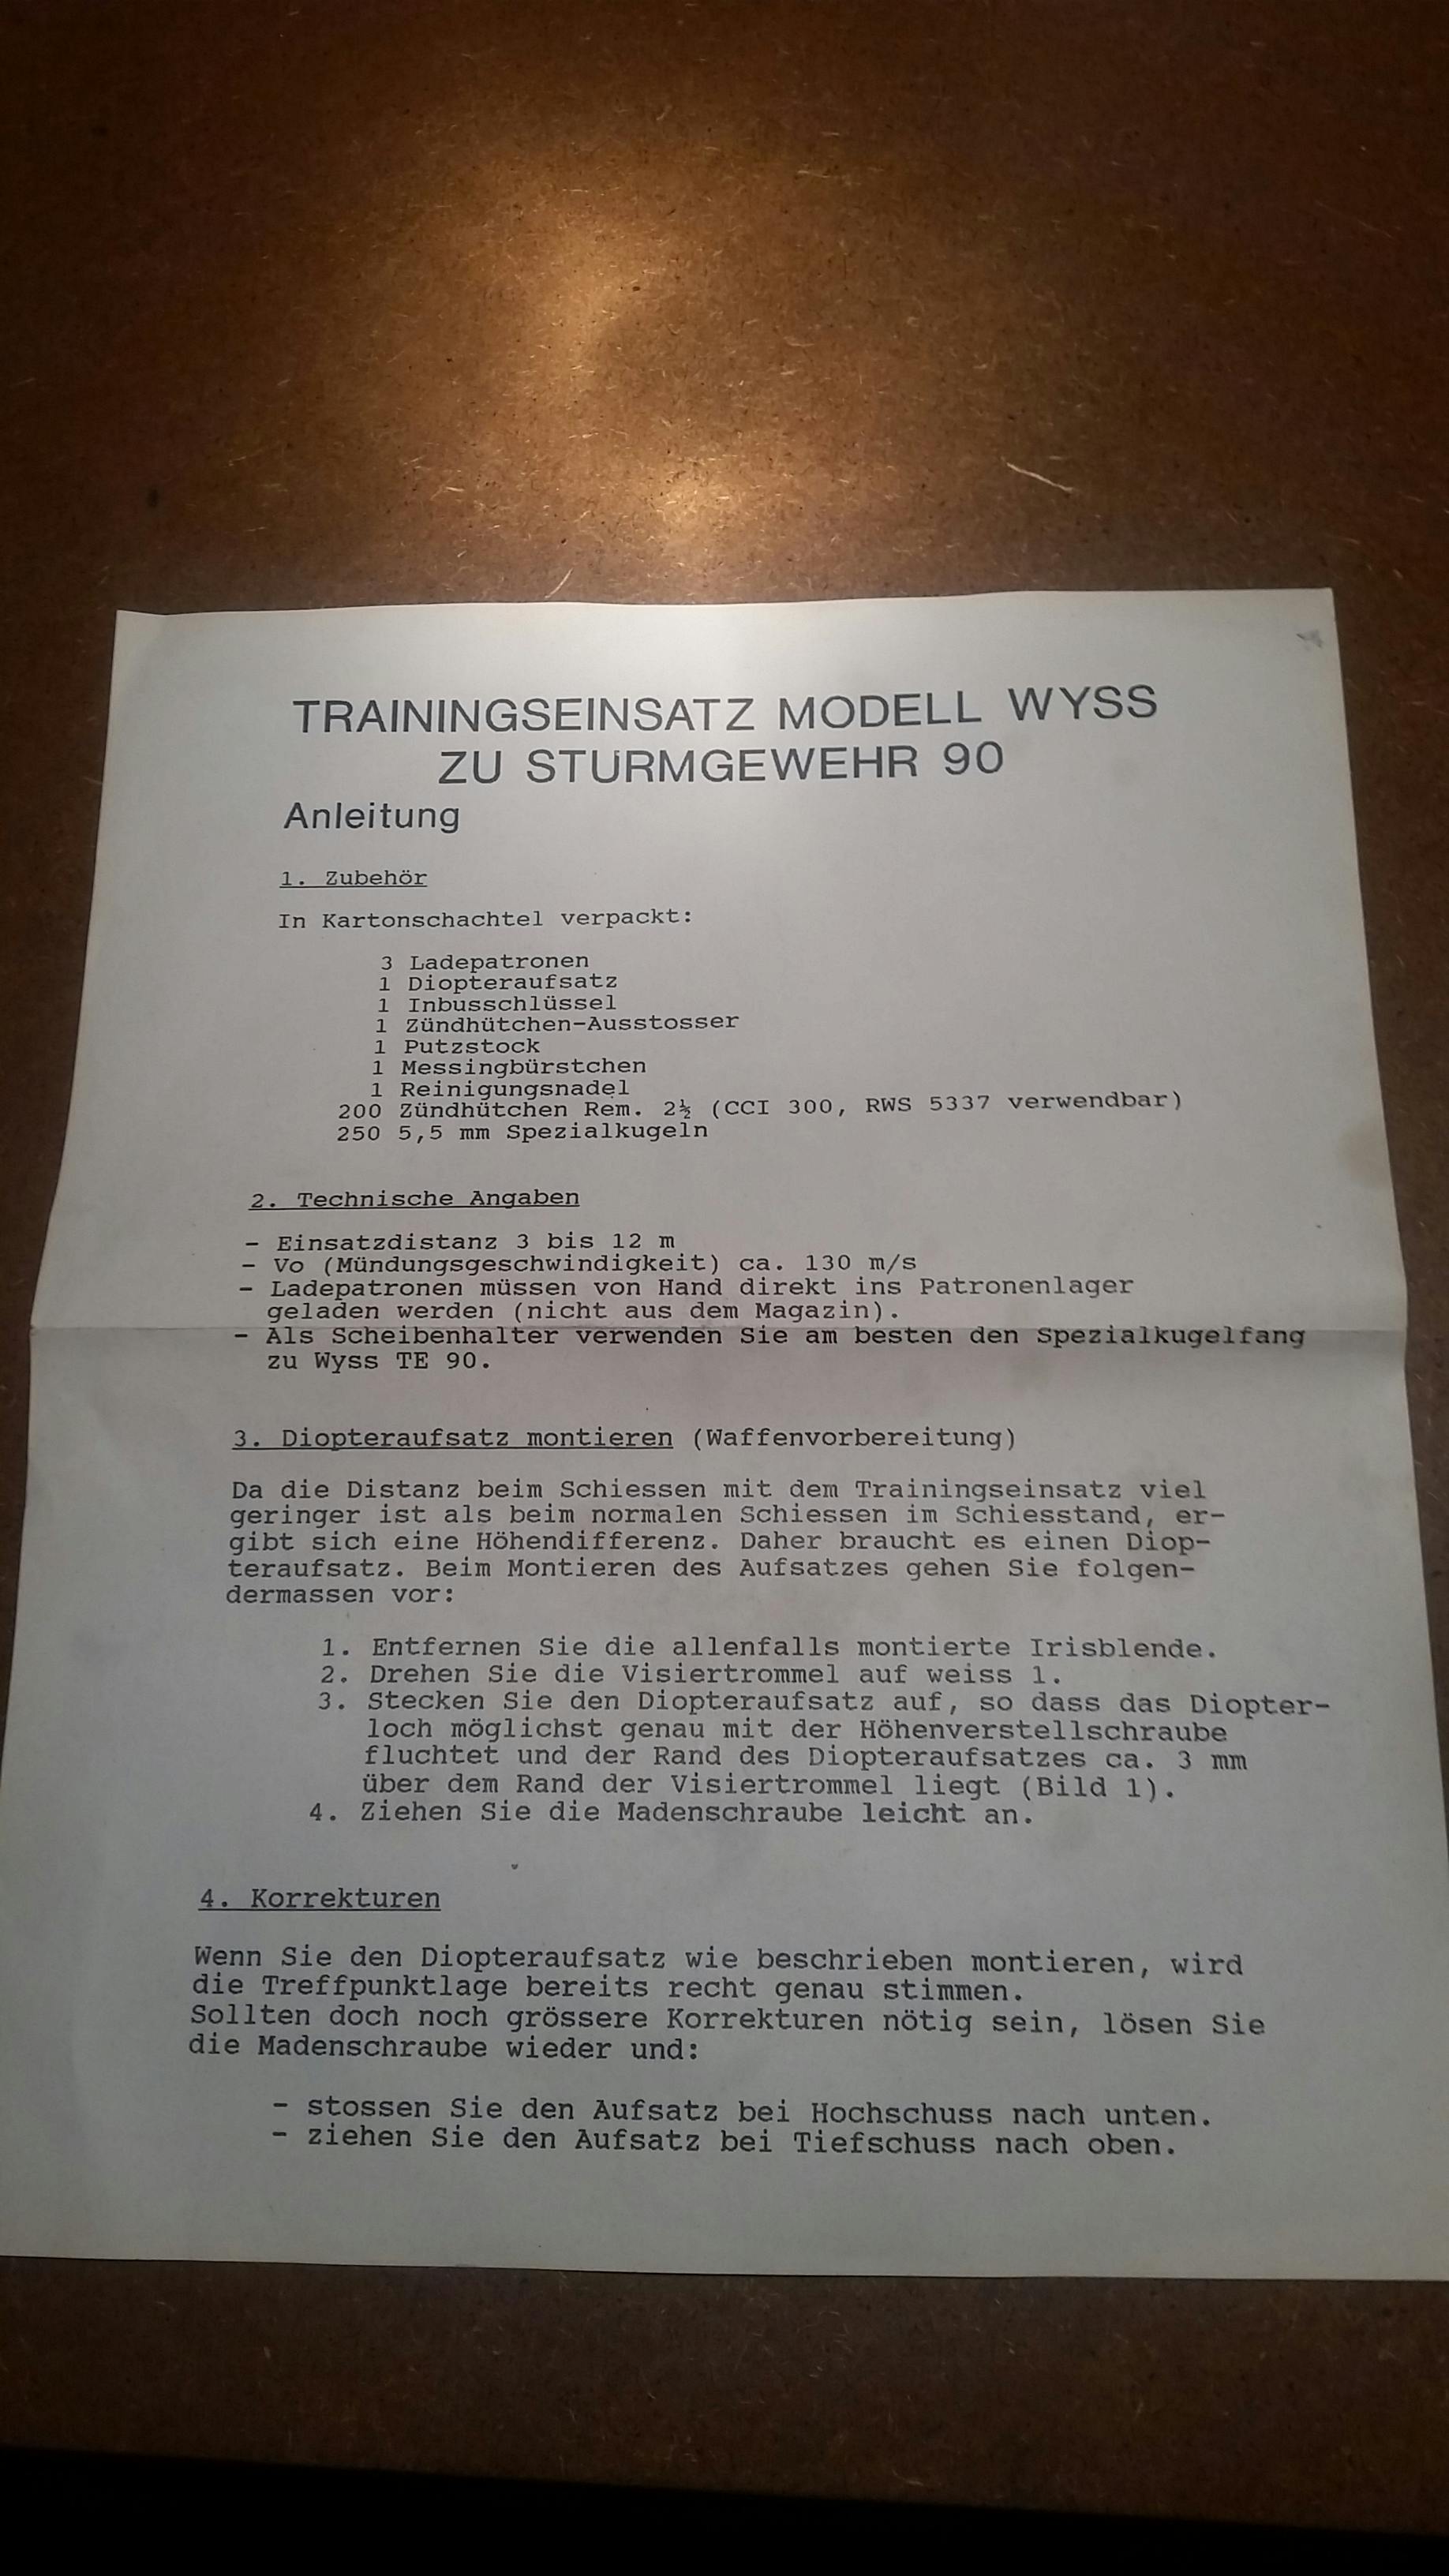 TRAININGSEINSATZ MODELL WYSS
ZU STURMGEWEHR 90
Anleitung
1. Zubehör
In Kartonschachtel verpackt:
3 Ladepatronen
1 Diopteraufsatz
1 Inbusschlüssel
1 Zündhütchen-Ausstosser
1 Putzstock
1 Messingbürstchen
1 Reinigungsnadel
200 Zündhütchen Rem. 2½ (CCI 300, RWS 5337 verwendbar)
250 5,5 mm Spezialkugeln
2. Technische Angaben
- Einsatzdistanz 3 bis 12 m
- Vo (Mündungsgeschwindigkeit) ca. 130 m/s
- Ladepatronen müssen von Hand direkt ins Patronenlager
geladen werden (nicht aus dem Magazin).
- Als Scheibenhalter verwenden Sie am besten den Spezialkugelfang
zu Wyss TE 90.
3. Diopteraufsatz montieren (Waffenvorbereitung)
Da die Distanz beim Schiessen mit dem Trainingseinsatz viel
geringer ist als beim normalen Schiessen im Schiesstand, er-
gibt sich eine Höhendifferenz. Daher braucht es einen Diop-
teraufsatz. Beim Montieren des Aufsatzes gehen Sie folgen-
dermassen vor:
1. Entfernen Sie die allenfalls montierte Irisblende.
2. Drehen Sie die Visiertrommel auf weiss 1.
3. Stecken Sie den Diopteraufsatz auf, so dass das Diopter-
loch möglichst genau mit der Höhenverstellschraube
fluchtet und der Rand des Diopteraufsatzes ca. 3 mm
über dem Rand der Visiertrommel liegt (Bild 1).
4. Ziehen Sie die Madenschraube leicht an.
4. Korrekturen
Wenn Sie den Diopteraufsatz wie beschrieben montieren, wird
die Treffpunktlage bereits recht genau stimmen.
Sollten doch noch grössere Korrekturen nötig sein, lösen Sie
die Madenschraube wieder und:
- stossen Sie den Aufsatz bei Hochschuss nach unten.
- ziehen Sie den Aufsatz bei Tiefschuss nach oben.